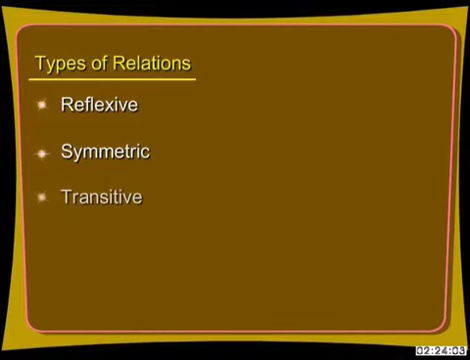 Types of Relations
Reflexive
Symmetric
Transitive
02:24:03